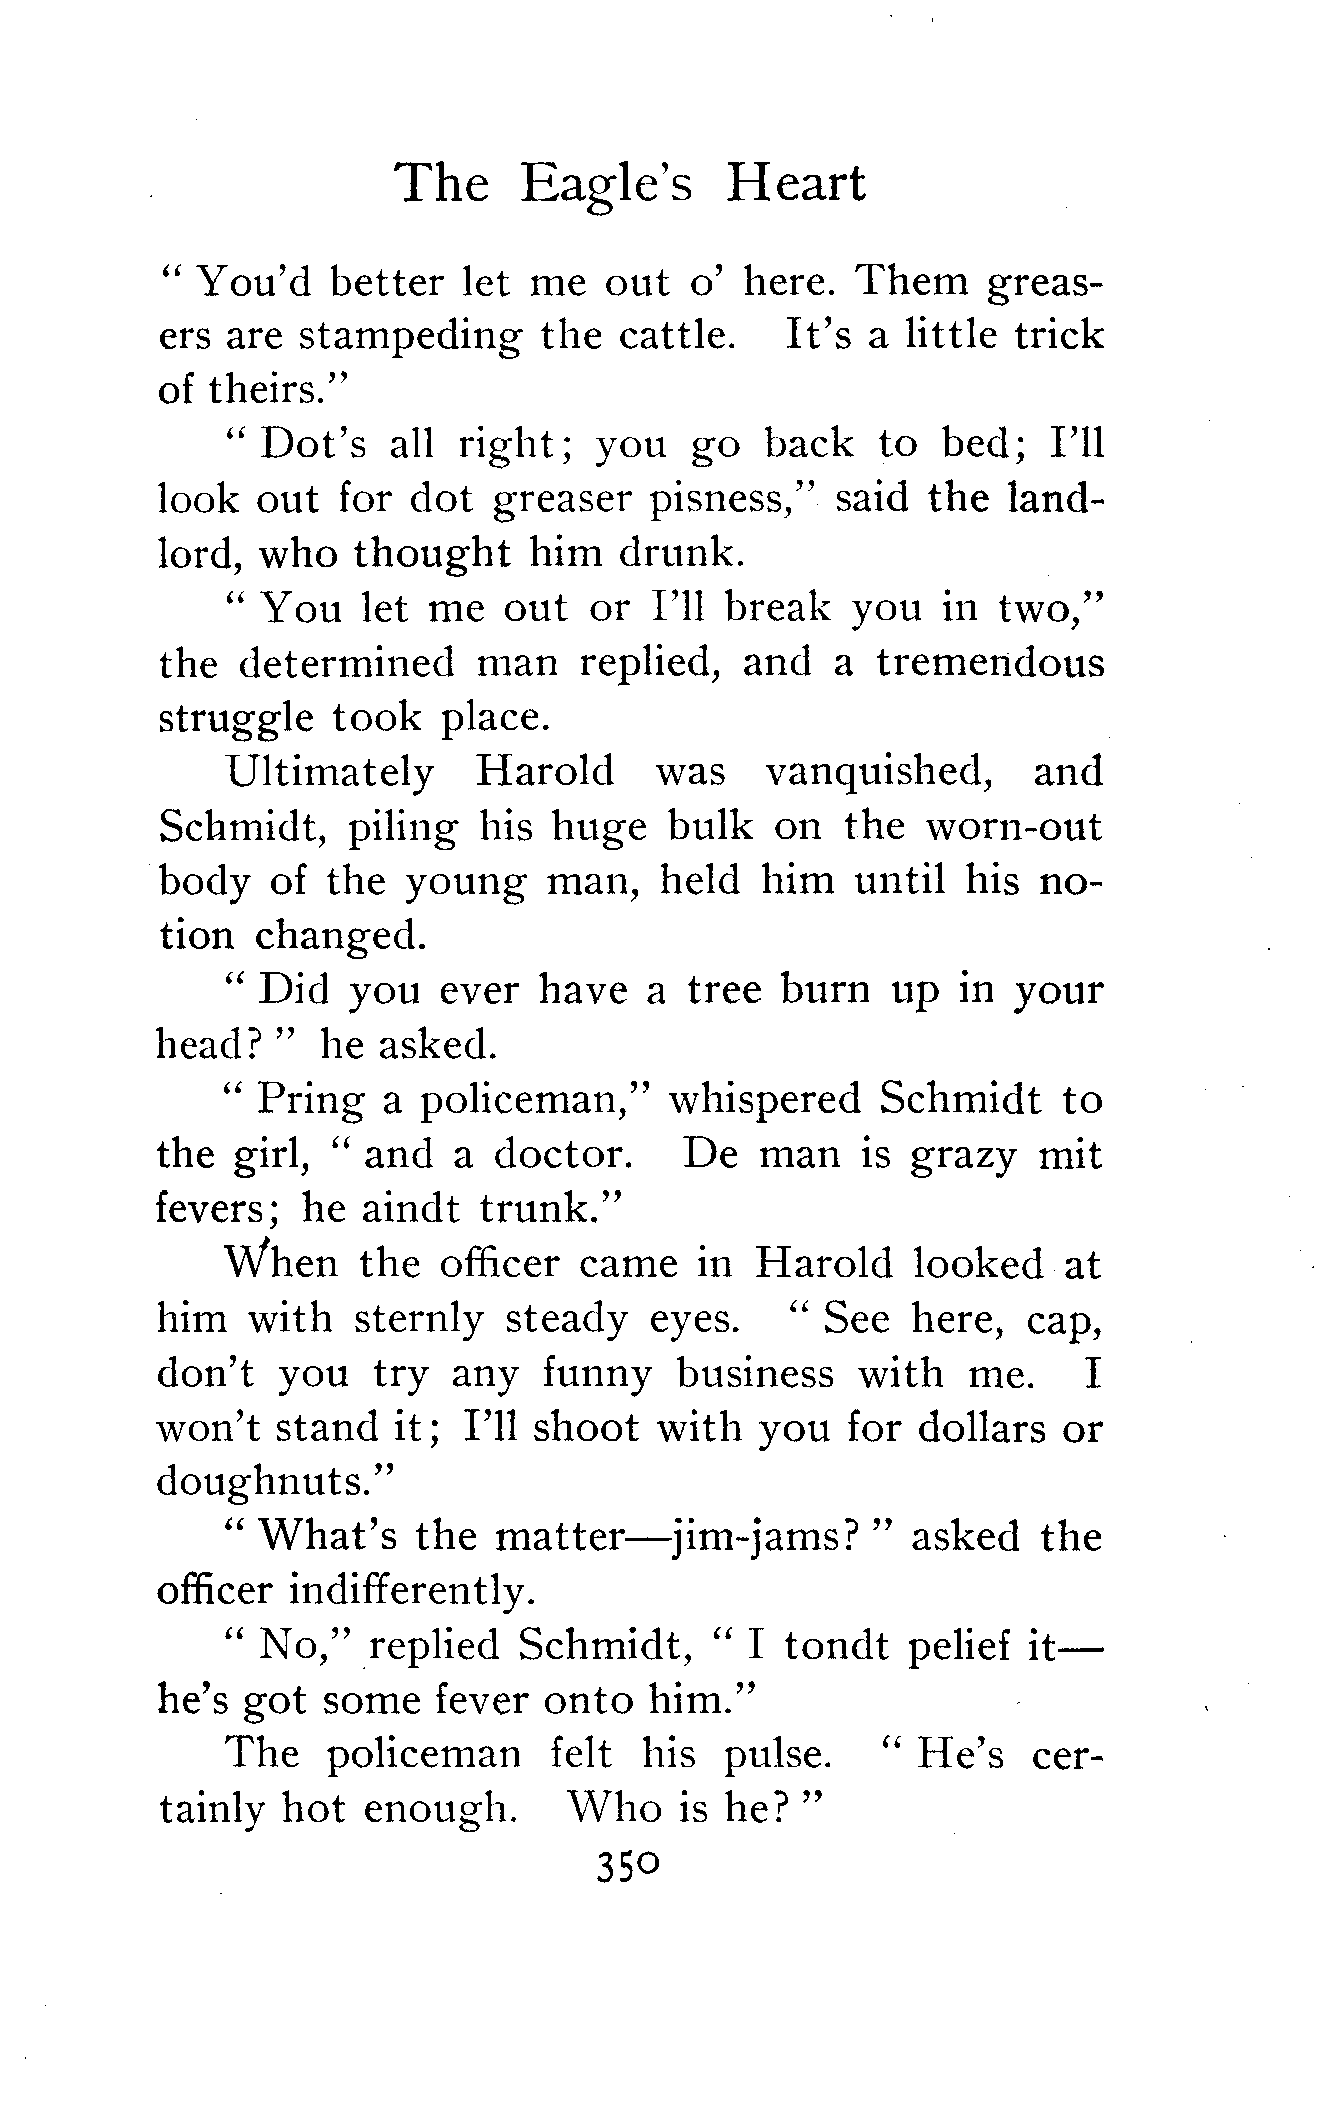 The Eagle's Heart
" You'd better let me out o' here. Them greas-
ers are stampeding the cattle. It's a little trick
of theirs."
" Dot's all right; you go back to bed; I'll
look out for dot greaser pisness," said the land-
lord, who thought him drunk.
" You let me out or I'll break you in two,"
the determined man replied, and a tremendous
struggle took place.
Ultimately Harold was vanquished, and
Schmidt, piling his huge bulk on the worn-out
body of the young man, held him until his no-
tion changed.
" Did you ever have a tree burn up in your
head? " he asked.
" Pring a policeman," whispered Schmidt to
the girl, " and a doctor. De man is grazy mit
fevers; he aindt trunk."
When the officer came in Harold looked at
him with sternly steady eyes. " See here, cap,
don't you try any funny business with me. I
won't stand it; I'll shoot with you for dollars or
doughnuts."
" What's the matter—jim-jams? " asked the
officer indifferently.
" No," replied Schmidt, " I tondt pelief it—
he's got some fever onto him."
The policeman felt his pulse. " He's cer-
tainly hot enough. Who is he? "
350